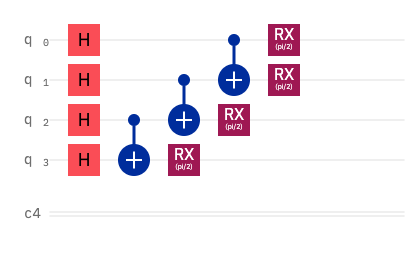 q 0 H RX (pi/2)
q 1 H RX (pi/2)
q 2 H RX (pi/2)
q 3 H RX (pi/2)
c4